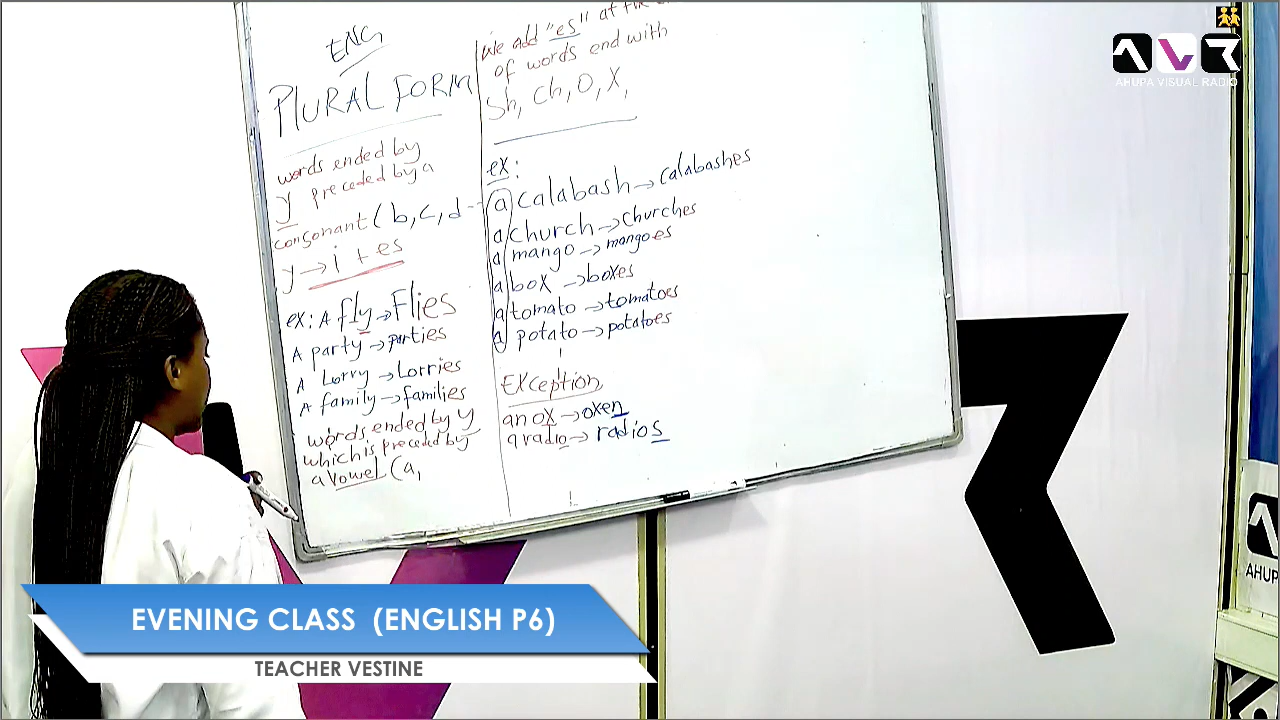 ENG
PLURAL FORM
words ended by
y preceded by a
consonant (b, c, d --
y → i + es
ex: A fly → Flies
A party → parties
A Lorry → Lorries
A family → families
words ended by y
which is preceded by
a vowel (a,
We add "es" at the
of words end with
Sh, Ch, O, X,
ex:
a calabash → calabashes
a church → churches
a mango → mangoes
a box → boxes
a tomato → tomatoes
a potato → potatoes
Exception
an ox → oxen
a radio → radios
AHUPA VISUAL RADIO
AHUP
EVENING CLASS (ENGLISH P6)
TEACHER VESTINE